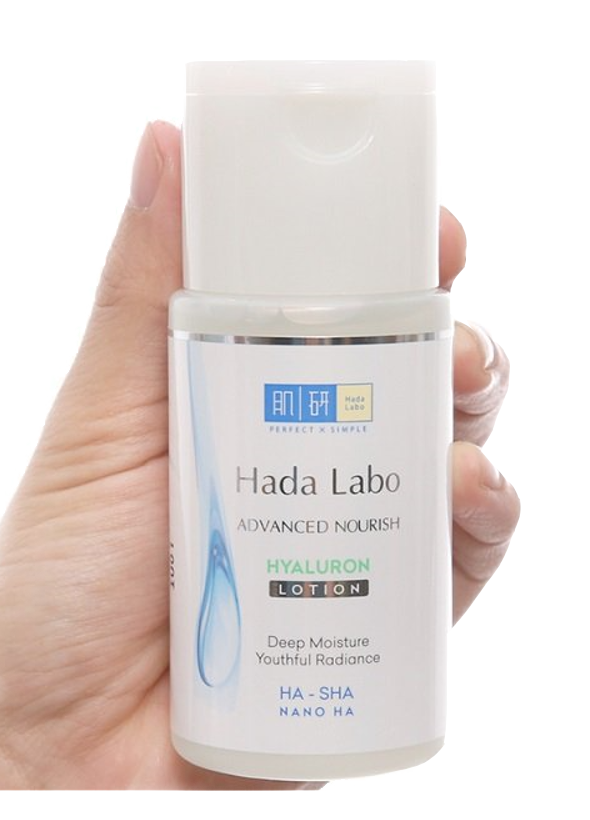 肌研 Hada
Labo
PERFECT × SIMPLE
Hada Labo
ADVANCED NOURISH
HYALURON
LOTION
Deep Moisture
Youthful Radiance
HA - SHA
NANO HA